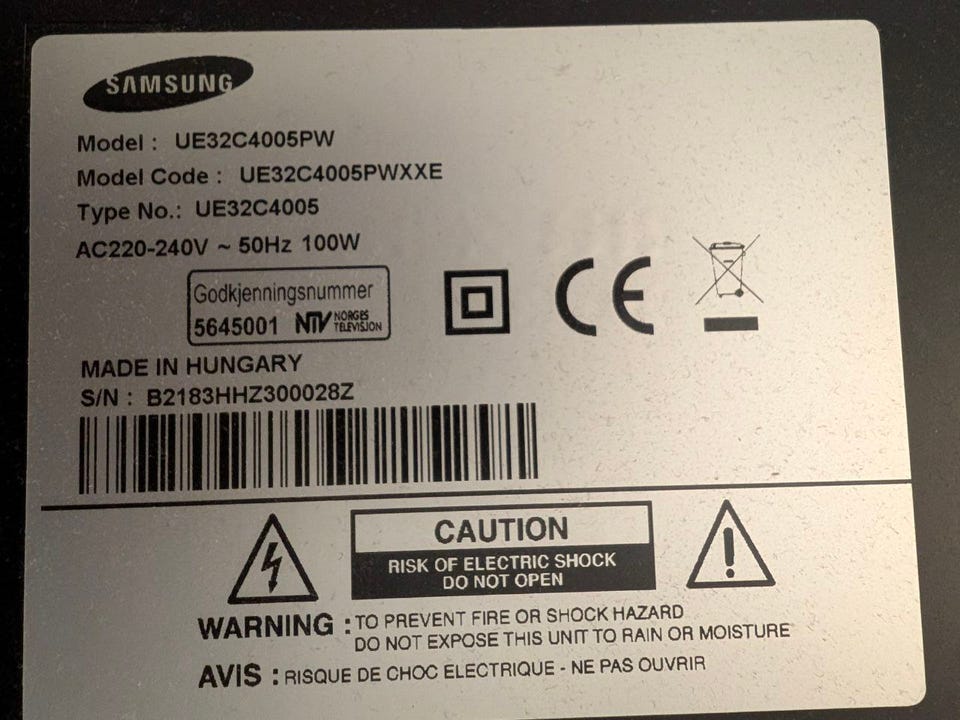 SAMSUNG
Model : UE32C4005PW
Model Code : UE32C4005PWXXE
Type No.: UE32C4005
AC220-240V ~ 50Hz 100W
Godkjenningsnummer
5645001 NTV NORGES TELEVISJON
CE
MADE IN HUNGARY
S/N : B2183HHZ300028Z
CAUTION
RISK OF ELECTRIC SHOCK
DO NOT OPEN
WARNING : TO PREVENT FIRE OR SHOCK HAZARD
DO NOT EXPOSE THIS UNIT TO RAIN OR MOISTURE
AVIS : RISQUE DE CHOC ELECTRIQUE - NE PAS OUVRIR